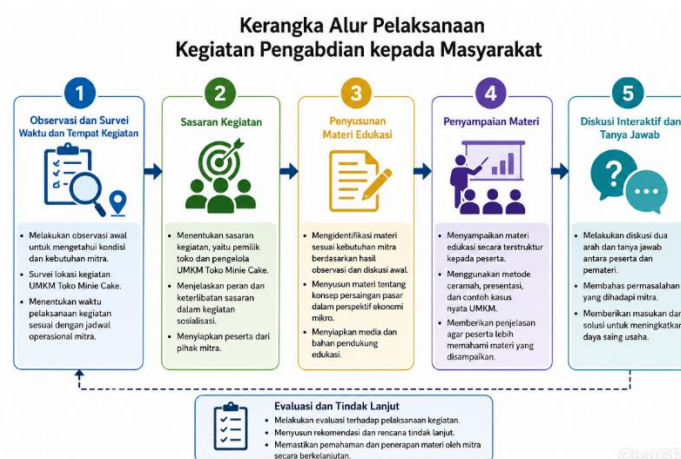 Kerangka Alur Pelaksanaan
Kegiatan Pengabdian kepada Masyarakat
1
Observasi dan Survei
Waktu dan Tempat Kegiatan
• Melakukan observasi awal
untuk mengetahui kondisi
dan kebutuhan mitra.
• Survei lokasi kegiatan
UMKM Toko Minie Cake.
• Menentukan waktu
pelaksanaan kegiatan
sesuai dengan jadwal
operasional mitra.
2
Sasaran Kegiatan
• Menentukan sasaran
kegiatan, yaitu pemilik
toko dan pengelola
UMKM Toko Minie Cake.
• Menjelaskan peran dan
keterlibatan sasaran
dalam kegiatan
sosialisasi.
• Menyiapkan peserta dari
pihak mitra.
3
Penyusunan
Materi Edukasi
• Mengidentifikasi materi
sesuai kebutuhan mitra
berdasarkan hasil
observasi dan diskusi awal.
• Menyusun materi tentang
konsep persaingan pasar
dalam perspektif ekonomi
mikro.
• Menyiapkan media dan
bahan pendukung
edukasi.
4
Penyampaian Materi
• Menyampaikan materi
edukasi secara terstruktur
kepada peserta.
• Menggunakan metode
ceramah, presentasi,
dan contoh kasus
nyata UMKM.
• Memberikan penjelasan
agar peserta lebih
memahami materi yang
disampaikan.
5
Diskusi Interaktif dan
Tanya Jawab
?
• Melakukan diskusi dua
arah dan tanya jawab
antara peserta dan
pemateri.
• Membahas permasalahan
yang dihadapi mitra.
• Memberikan masukan dan
solusi untuk meningkatkan
daya saing usaha.
Evaluasi dan Tindak Lanjut
• Melakukan evaluasi terhadap pelaksanaan kegiatan.
• Menyusun rekomendasi dan rencana tindak lanjut.
• Memastikan pemahaman dan penerapan materi oleh mitra
secara berkelanjutan.